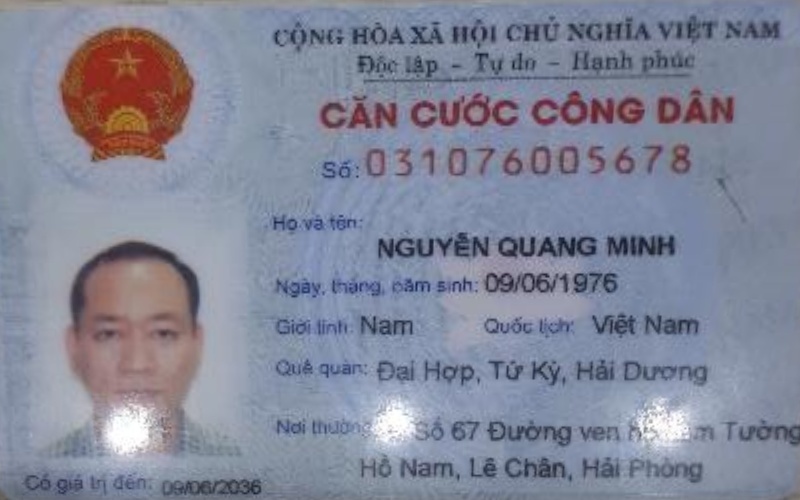 CỘNG HÒA XÃ HỘI CHỦ NGHĨA VIỆT NAM
Độc lập - Tự do - Hạnh phúc
CĂN CƯỚC CÔNG DÂN
Số: 031076005678
Họ và tên:
NGUYỄN QUANG MINH
Ngày, tháng, năm sinh: 09/06/1976
Giới tính: Nam Quốc tịch: Việt Nam
Quê quán: Đại Hợp, Tứ Kỳ, Hải Dương
Nơi thường Số 67 Đường ven Tường
Hồ Nam, Lê Chân, Hải Phòng
Có giá trị đến: 09/06/2036